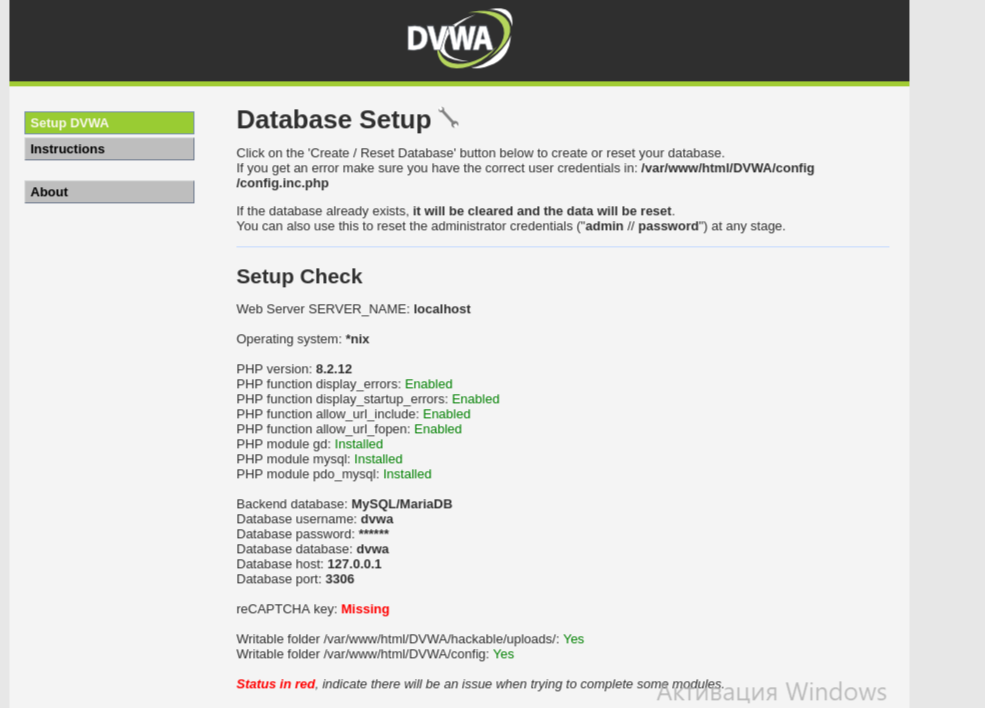 DVWA
Setup DVWA
Instructions
About
Database Setup
Click on the 'Create / Reset Database' button below to create or reset your database.
If you get an error make sure you have the correct user credentials in: /var/www/html/DVWA/config
/config.inc.php
If the database already exists, it will be cleared and the data will be reset.
You can also use this to reset the administrator credentials ("admin // password") at any stage.
Setup Check
Web Server SERVER_NAME: localhost
Operating system: *nix
PHP version: 8.2.12
PHP function display_errors: Enabled
PHP function display_startup_errors: Enabled
PHP function allow_url_include: Enabled
PHP function allow_url_fopen: Enabled
PHP module gd: Installed
PHP module mysql: Installed
PHP module pdo_mysql: Installed
Backend database: MySQL/MariaDB
Database username: dvwa
Database password: ******
Database database: dvwa
Database host: 127.0.0.1
Database port: 3306
reCAPTCHA key: Missing
Writable folder /var/www/html/DVWA/hackable/uploads/: Yes
Writable folder /var/www/html/DVWA/config: Yes
Status in red, indicate there will be an issue when trying to complete some modules.
Активация Windows